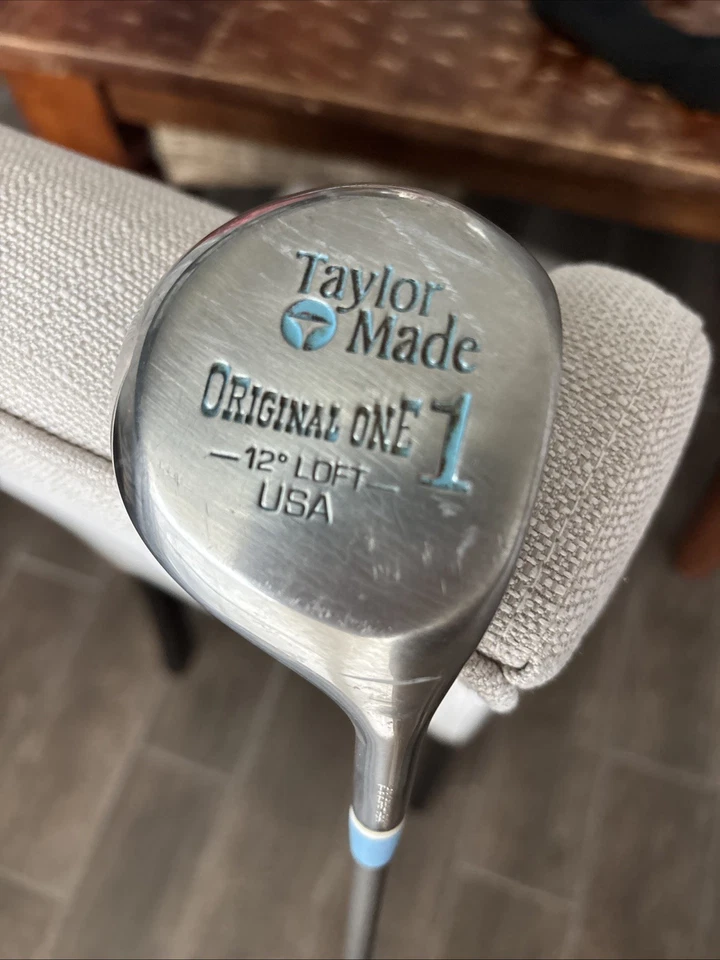 Taylor
Made
ORIGINAL ONE 1
—12° LOFT—
USA